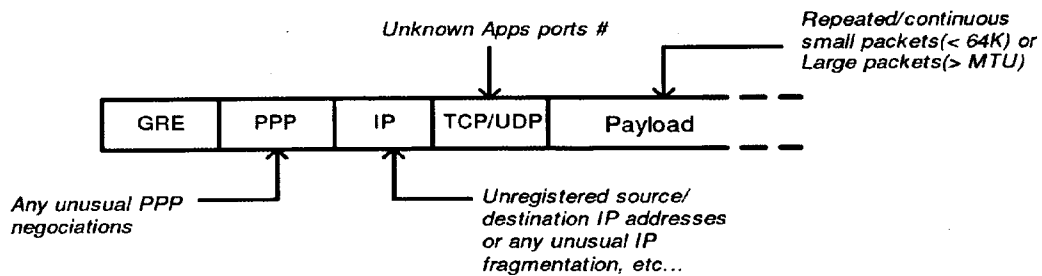 Unknown Apps ports #
Repeated/continuous
small packets(< 64K) or
Large packets(> MTU)
GRE PPP IP TCP/UDP Payload
Any unusual PPP
negociations
Unregistered source/
destination IP addresses
or any unusual IP
fragmentation, etc...